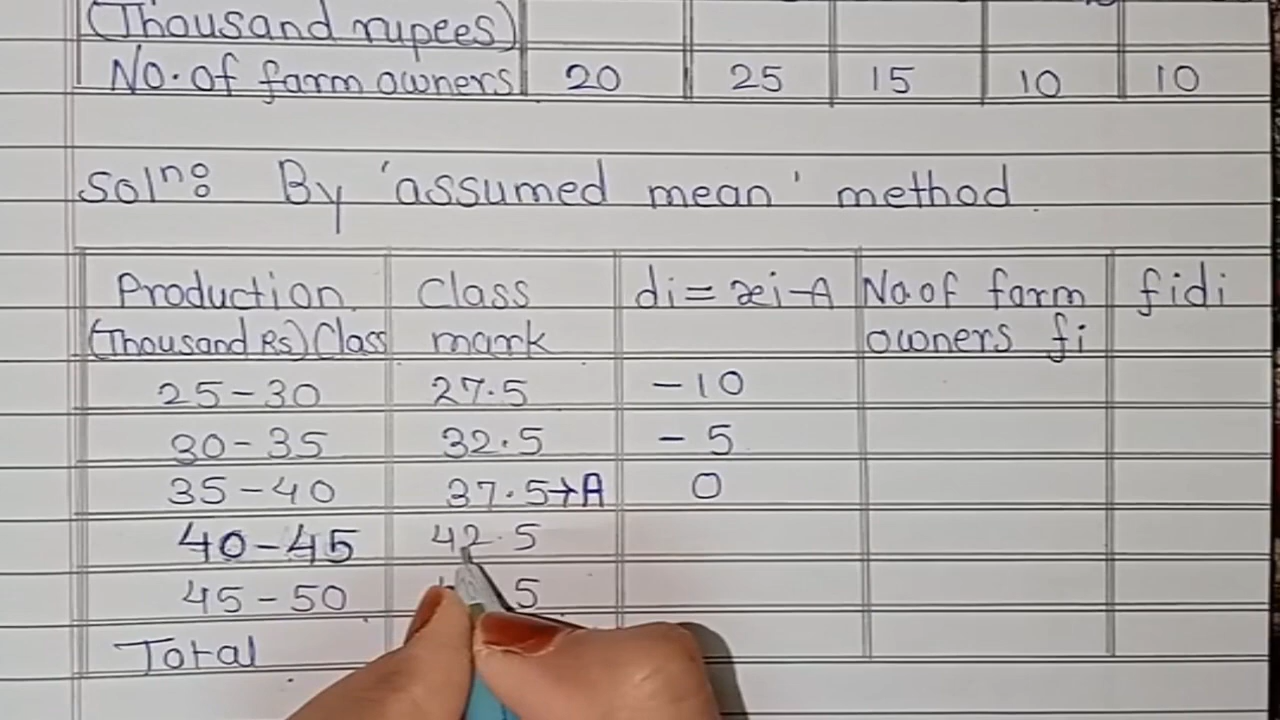 (Thousand rupees)
No. of farm owners 20 25 15 10 10
Solⁿ: By 'assumed mean' method.
Production Class di = xi - A No. of farm fidi
(Thousand Rs) Class mark owners fi
25-30 27.5 -10
30-35 32.5 -5
35-40 37.5→A 0
40-45 42.5
45-50 .5
Total